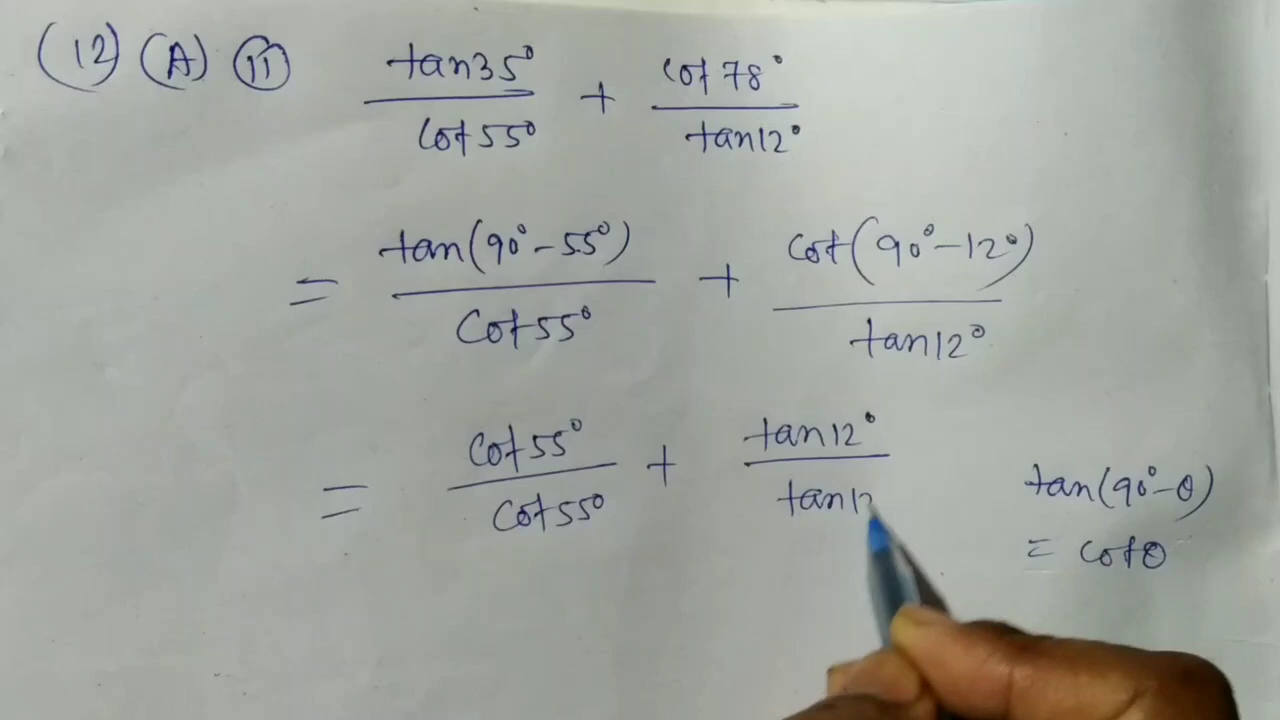 (12) (A) (ii) tan35° / cot55° + cot78° / tan12°
= tan(90°-55°) / cot55° + cot(90°-12°) / tan12°
= cot55° / cot55° + tan12° / tan12
tan(90°-θ)
= cotθ